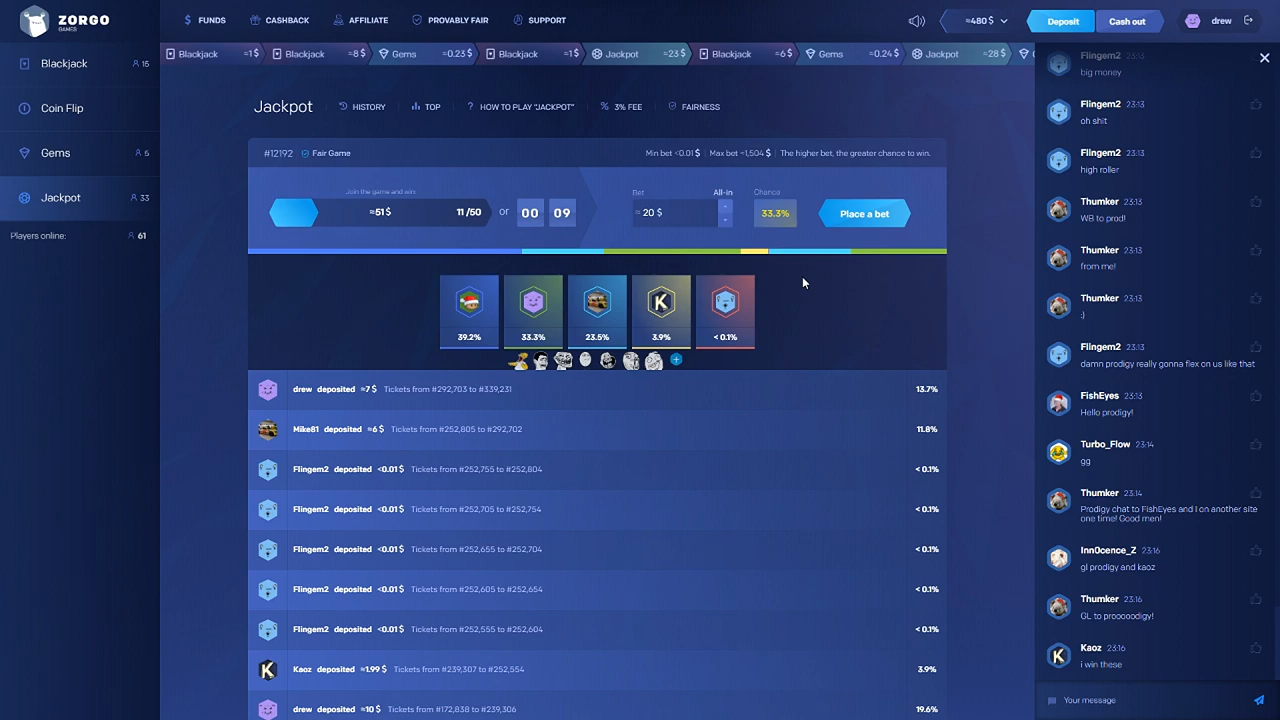 ZORGO
GAMES
FUNDS
CASHBACK
AFFILIATE
PROVABLY FAIR
SUPPORT
≈480 $
Deposit
Cash out
drew
Blackjack 15
Coin Flip
Gems 5
Jackpot 33
Players online: 61
Blackjack ≈1 $
Blackjack ≈8 $
Gems ≈0.23 $
Blackjack ≈1 $
Jackpot ≈23 $
Blackjack ≈6 $
Gems ≈0.24 $
Jackpot ≈28 $
Jackpot
HISTORY
TOP
? HOW TO PLAY "JACKPOT"
% 3% FEE
FAIRNESS
#12192 Fair Game
Min bet <0.01 $ | Max bet ≈1,504 $ | The higher bet, the greater chance to win.
Join the game and win:
≈51 $ 11 /50 or 00 09
Bet All-in Chance
≈ 20 $ 33.3% Place a bet
K
39.2% 33.3% 23.5% 3.9% < 0.1%
drew deposited ≈7 $ Tickets from #292,703 to #339,231 13.7%
Mike81 deposited ≈6 $ Tickets from #252,805 to #292,702 11.8%
Flingem2 deposited <0.01 $ Tickets from #252,755 to #252,804 < 0.1%
Flingem2 deposited <0.01 $ Tickets from #252,705 to #252,754 < 0.1%
Flingem2 deposited <0.01 $ Tickets from #252,655 to #252,704 < 0.1%
Flingem2 deposited <0.01 $ Tickets from #252,605 to #252,654 < 0.1%
Flingem2 deposited <0.01 $ Tickets from #252,555 to #252,604 < 0.1%
K Kaoz deposited ≈1.99 $ Tickets from #239,307 to #252,554 3.9%
drew deposited ≈10 $ Tickets from #172,838 to #239,306 19.6%
Flingem2 23:13
big money
Flingem2 23:13
oh shit
Flingem2 23:13
high roller
Thumker 23:13
WB to prod!
Thumker 23:13
from me!
Thumker 23:13
:)
Flingem2 23:13
damn prodigy really gonna flex on us like that
FishEyes 23:13
Hello prodigy!
Turbo_Flow 23:14
gg
Thumker 23:14
Prodigy chat to FishEyes and I on another site
one time! Good men!
Inn0cence_Z 23:16
gl prodigy and kaoz
Thumker 23:16
GL to prooooodigy!
K Kaoz 23:16
i win these
Your message